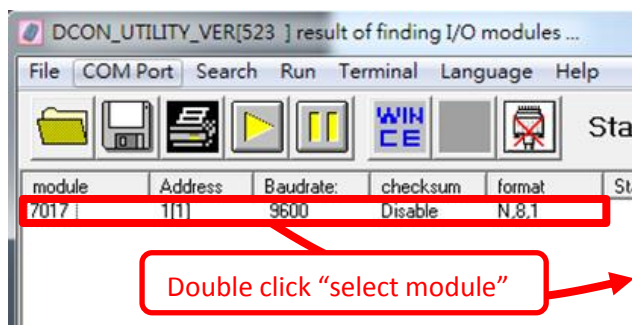 DCON_UTILITY_VER[523 ] result of finding I/O modules ...
File COM Port Search Run Terminal Language Help
WIN CE Sta
module Address Baudrate: checksum format St
7017 1[1] 9600 Disable N,8,1
Double click “select module”